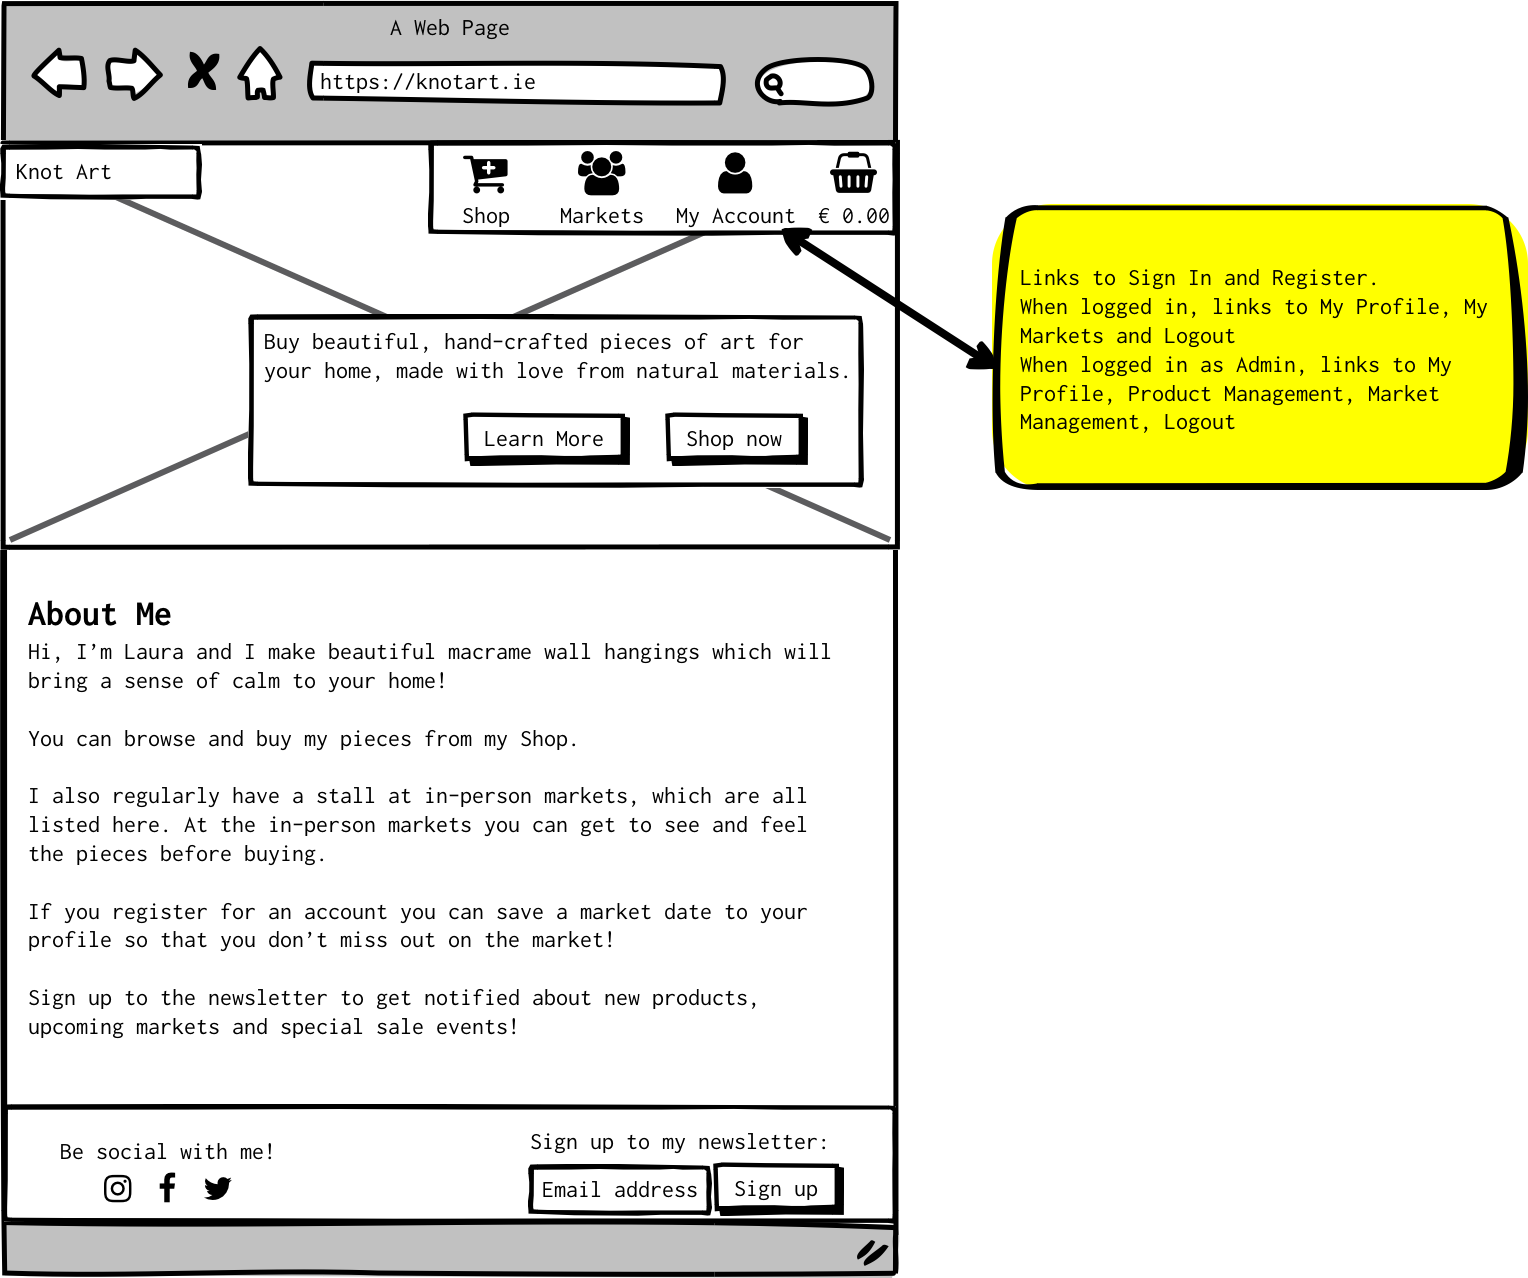 A Web Page
https://knotart.ie
Knot Art
Shop Markets My Account € 0.00
Buy beautiful, hand-crafted pieces of art for
your home, made with love from natural materials.
Learn More Shop now
Links to Sign In and Register.
When logged in, links to My Profile, My
Markets and Logout
When logged in as Admin, links to My
Profile, Product Management, Market
Management, Logout
About Me
Hi, I’m Laura and I make beautiful macrame wall hangings which will
bring a sense of calm to your home!
You can browse and buy my pieces from my Shop.
I also regularly have a stall at in-person markets, which are all
listed here. At the in-person markets you can get to see and feel
the pieces before buying.
If you register for an account you can save a market date to your
profile so that you don’t miss out on the market!
Sign up to the newsletter to get notified about new products,
upcoming markets and special sale events!
Be social with me!
Sign up to my newsletter:
Email address Sign up